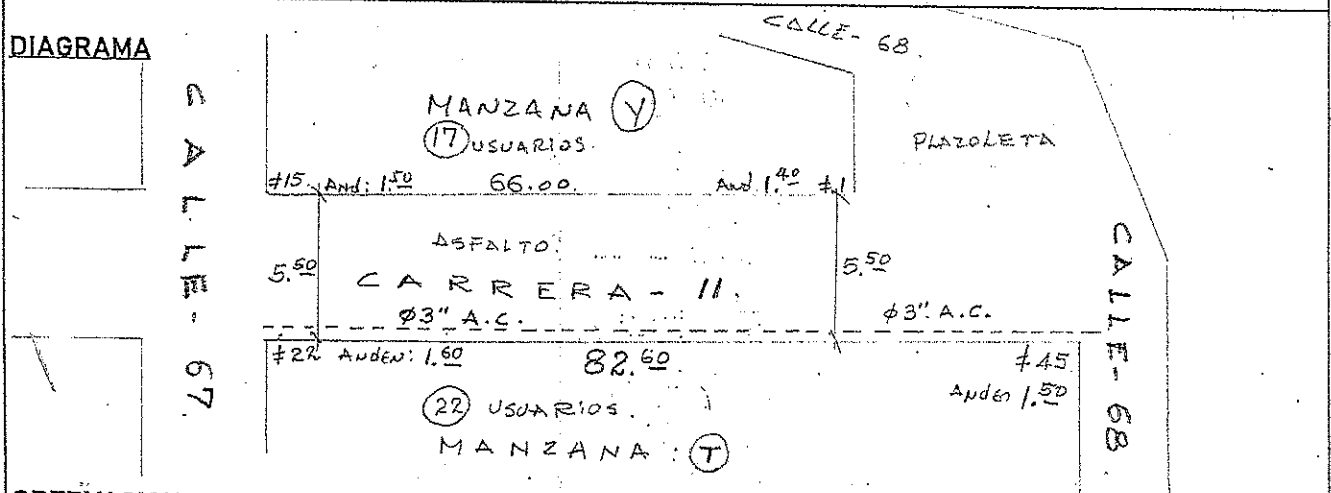 DIAGRAMA
CALLE-68.
CALLE-67.
MANZANA Y
17 USUARIOS.
PLAZOLETA
#15 And: 1.50 66.00. And 1.40 #1
ASFALTO:
5.50 CARRERA-11. 5.50
Ø3" A.C. Ø3". A.C.
#22 ANDEN: 1.60 82.60 #45
Anden 1.50
22 USUARIOS.
MANZANA: T
CALLE-68.